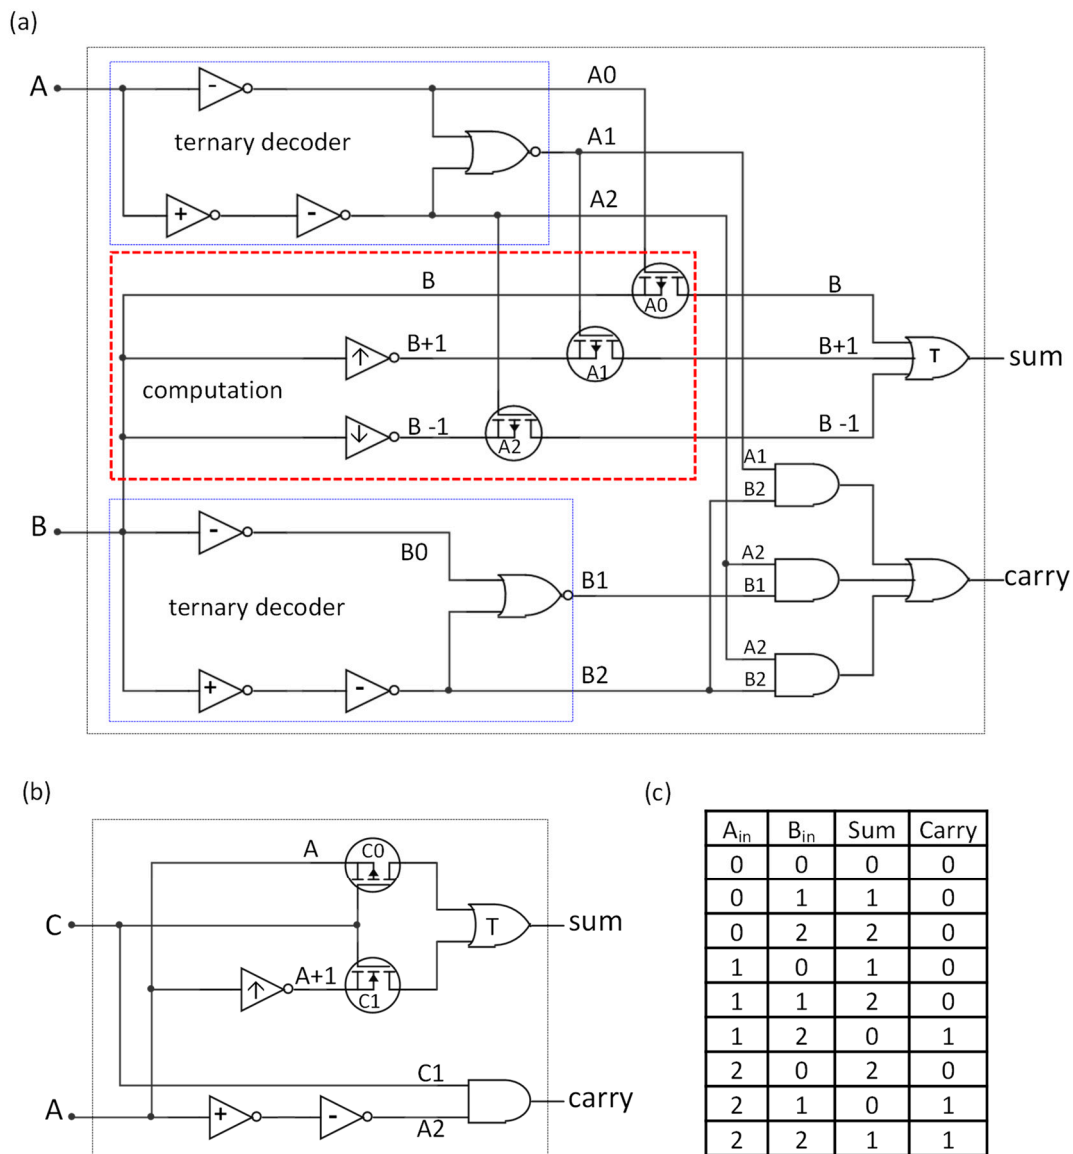 (a)
A
-
A0
ternary decoder
A1
+
-
A2
B
A0
B
B+1
A1
B+1
T
sum
computation
B -1
A2
B -1
A1
B2
B
-
B0
A2
B1
B1
carry
ternary decoder
A2
B2
+
-
B2
(b)
(c)
A
C0
C
T
sum
A+1
C1
C1
A
+
-
A2
carry
Ain Bin Sum Carry
0 0 0 0
0 1 1 0
0 2 2 0
1 0 1 0
1 1 2 0
1 2 0 1
2 0 2 0
2 1 0 1
2 2 1 1